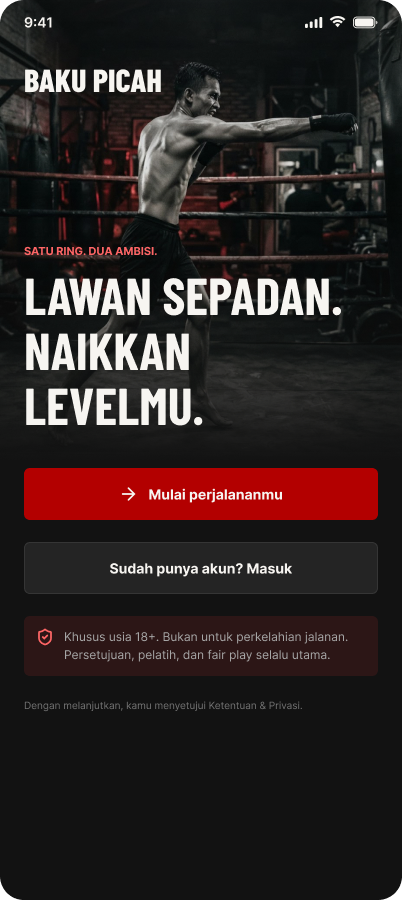 9:41
BAKU PICAH
SATU RING. DUA AMBISI.
LAWAN SEPADAN.
NAIKKAN
LEVELMU.
Mulai perjalananmu
Sudah punya akun? Masuk
Khusus usia 18+. Bukan untuk perkelahian jalanan.
Persetujuan, pelatih, dan fair play selalu utama.
Dengan melanjutkan, kamu menyetujui Ketentuan & Privasi.